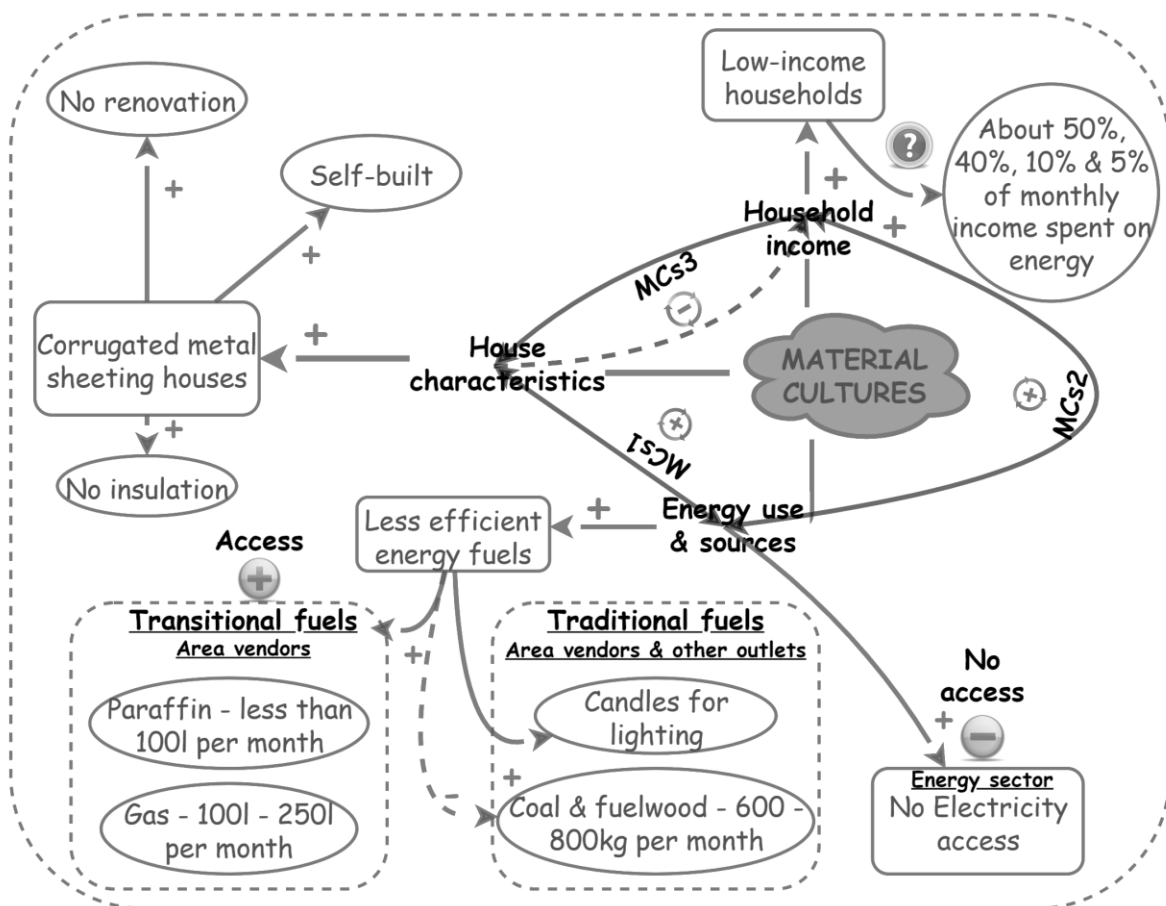 No renovation
+
Self-built
+
Corrugated metal
sheeting houses
+
+
No insulation
Low-income
households
?
About 50%,
40%, 10% & 5%
of monthly
income spent on
energy
+
+
Household
income
MCs3
−
House
characteristics
MATERIAL
CULTURES
+
MCs2
+
MCs1
Energy use
& sources
+
Less efficient
energy fuels
Access
+
Transitional fuels
Area vendors
+
Paraffin - less than
100l per month
Gas - 100l - 250l
per month
Traditional fuels
Area vendors & other outlets
Candles for
lighting
+
−
Coal & fuelwood - 600 -
800kg per month
No
access
+
−
Energy sector
No Electricity
access